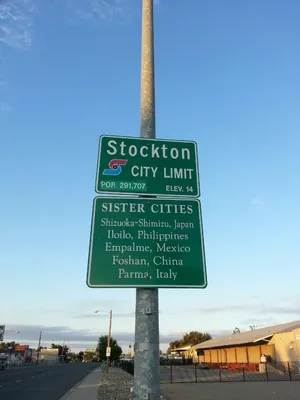 Stockton
CITY LIMIT
POP. 291,707 ELEV. 14
SISTER CITIES
Shizuoka-Shimizu, Japan
Iloilo, Philippines
Empalme, Mexico
Foshan, China
Parma, Italy